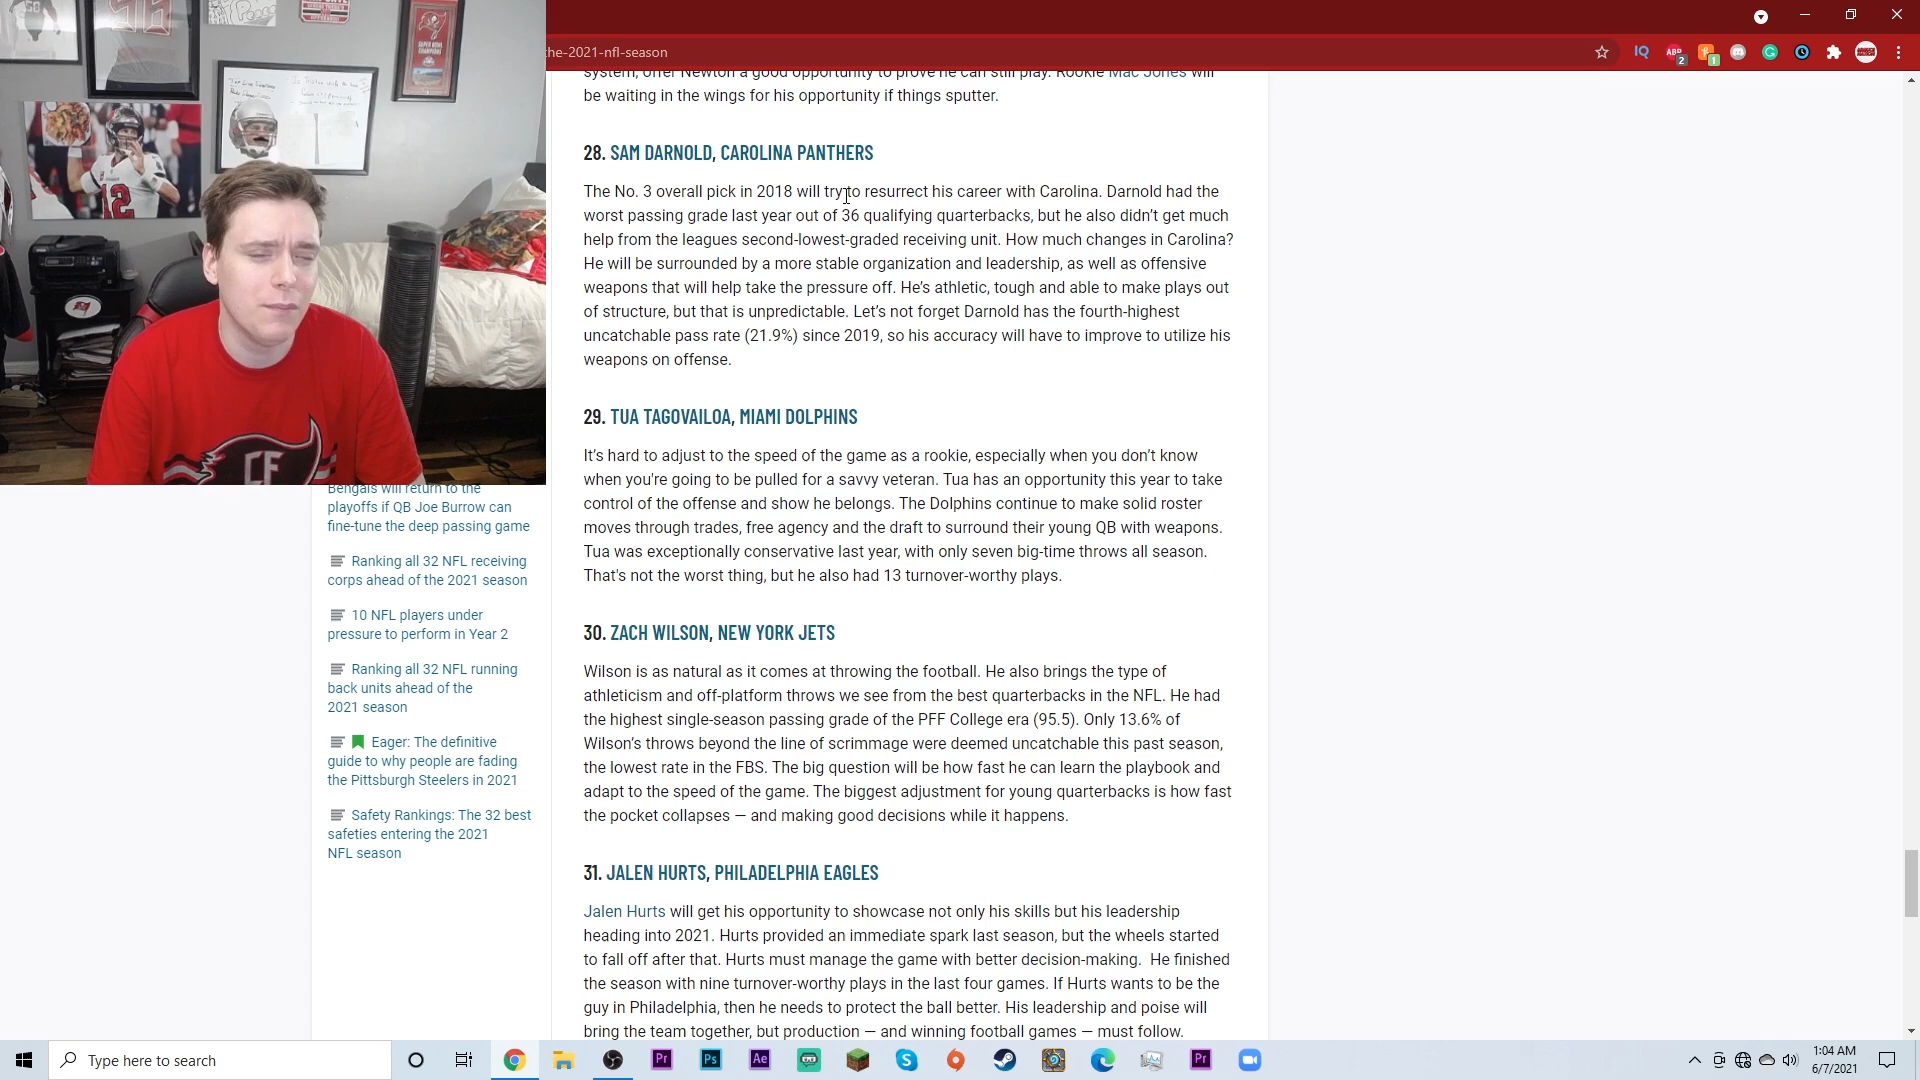 he-2021-nfl-season
system, offer Newton a good opportunity to prove he can still play. Rookie Mac Jones will
be waiting in the wings for his opportunity if things sputter.
28. SAM DARNOLD, CAROLINA PANTHERS
The No. 3 overall pick in 2018 will try to resurrect his career with Carolina. Darnold had the
worst passing grade last year out of 36 qualifying quarterbacks, but he also didn't get much
help from the leagues second-lowest-graded receiving unit. How much changes in Carolina?
He will be surrounded by a more stable organization and leadership, as well as offensive
weapons that will help take the pressure off. He's athletic, tough and able to make plays out
of structure, but that is unpredictable. Let's not forget Darnold has the fourth-highest
uncatchable pass rate (21.9%) since 2019, so his accuracy will have to improve to utilize his
weapons on offense.
29. TUA TAGOVAILOA, MIAMI DOLPHINS
It's hard to adjust to the speed of the game as a rookie, especially when you don't know
when you're going to be pulled for a savvy veteran. Tua has an opportunity this year to take
control of the offense and show he belongs. The Dolphins continue to make solid roster
moves through trades, free agency and the draft to surround their young QB with weapons.
Tua was exceptionally conservative last year, with only seven big-time throws all season.
That's not the worst thing, but he also had 13 turnover-worthy plays.
30. ZACH WILSON, NEW YORK JETS
Wilson is as natural as it comes at throwing the football. He also brings the type of
athleticism and off-platform throws we see from the best quarterbacks in the NFL. He had
the highest single-season passing grade of the PFF College era (95.5). Only 13.6% of
Wilson's throws beyond the line of scrimmage were deemed uncatchable this past season,
the lowest rate in the FBS. The big question will be how fast he can learn the playbook and
adapt to the speed of the game. The biggest adjustment for young quarterbacks is how fast
the pocket collapses — and making good decisions while it happens.
31. JALEN HURTS, PHILADELPHIA EAGLES
Jalen Hurts will get his opportunity to showcase not only his skills but his leadership
heading into 2021. Hurts provided an immediate spark last season, but the wheels started
to fall off after that. Hurts must manage the game with better decision-making. He finished
the season with nine turnover-worthy plays in the last four games. If Hurts wants to be the
guy in Philadelphia, then he needs to protect the ball better. His leadership and poise will
bring the team together, but production — and winning football games — must follow.
Bengals will return to the
playoffs if QB Joe Burrow can
fine-tune the deep passing game
Ranking all 32 NFL receiving
corps ahead of the 2021 season
10 NFL players under
pressure to perform in Year 2
Ranking all 32 NFL running
back units ahead of the
2021 season
Eager: The definitive
guide to why people are fading
the Pittsburgh Steelers in 2021
Safety Rankings: The 32 best
safeties entering the 2021
NFL season
12
CF
IQ
ABP
2
1
Type here to search
Pr
Ps
Ae
Pr
1:04 AM
6/7/2021